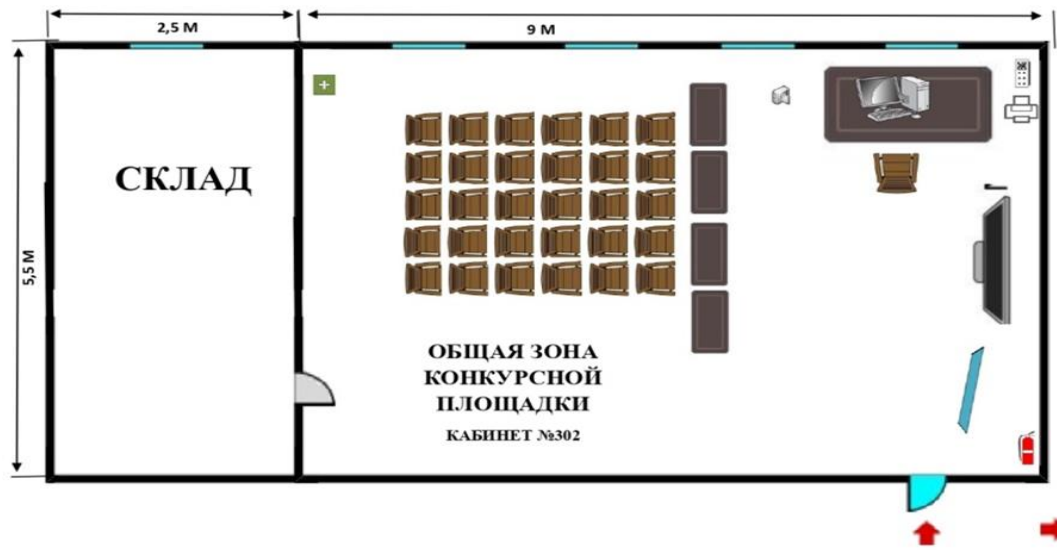 2,5 М
9 М
СКЛАД
5,5 М
ОБЩАЯ ЗОНА
КОНКУРСНОЙ
ПЛОЩАДКИ
КАБИНЕТ №302